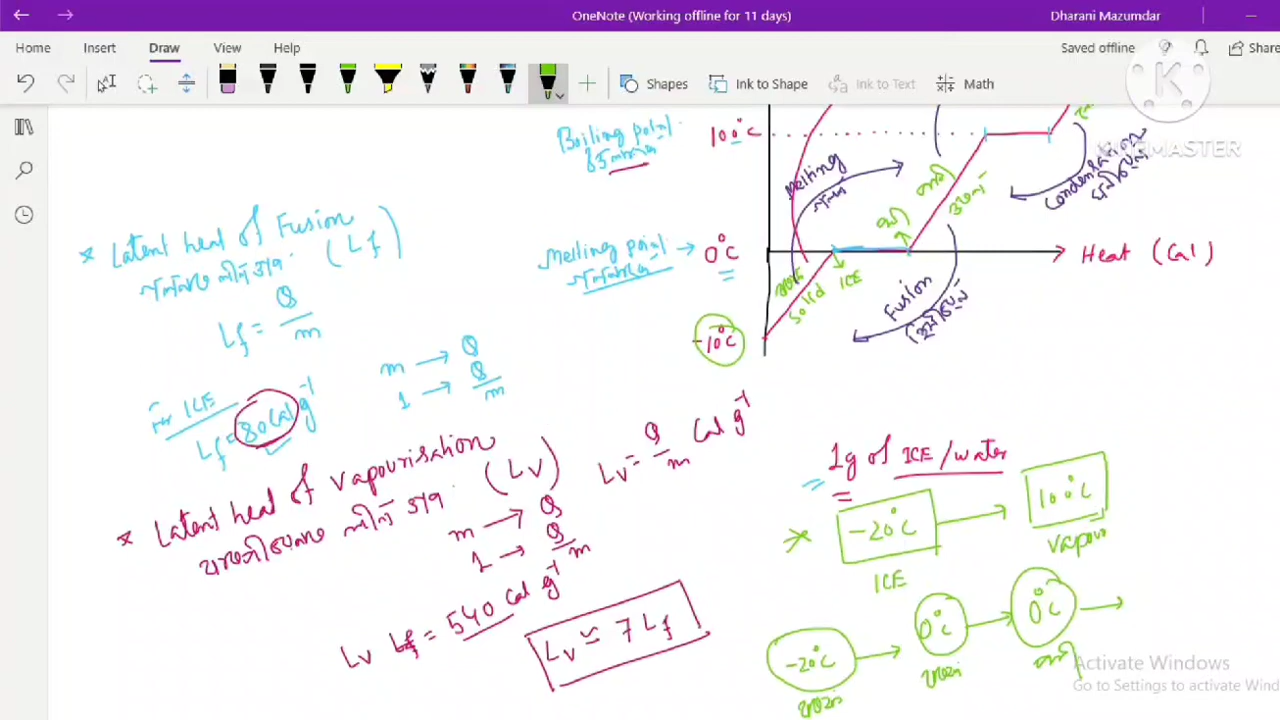 OneNote (Working offline for 11 days)
Dharani Mazumdar
Home Insert Draw View Help
Saved offline
Share
Shapes
Ink to Shape
Ink to Text
Math
KINEMASTER
Boiling point
100°c
Melting
Condensation
Melting point → 0°c
Heat (Cal)
ICE
Solid
Fusion
-10°c
* Latent heat of Fusion (Lf)
Lf = Q/m
m → Q
1 → Q/m
For ICE
Lf = 80 Cal g⁻¹
* Latent heat of vapourisation (Lv)
Lv = Q/m Cal g⁻¹
m → Q
1 → Q/m
Lv Lf = 540 Cal g⁻¹
Lv ≃ 7 Lf
= 1g of ICE/water
-20°c → 100°c
ICE
vapour
-20°c → 0°c → 0°c →
Activate Windows
Go to Settings to activate Wind